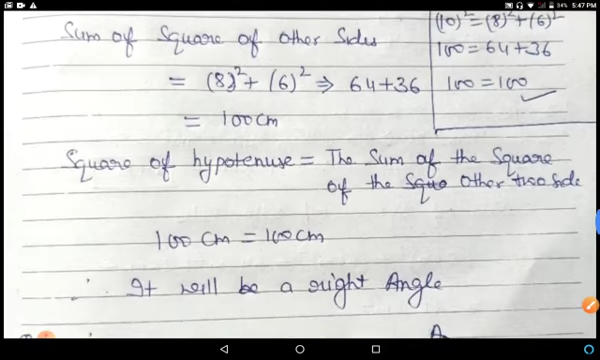 34% 5:47 PM
Sum of Square of other Sides
= (8)²+(6)² ⇒ 64+36
= 100cm
(10)²=(8)²+(6)²
100=64+36
100=100
Square of hypotenuse = The Sum of the Square
of the Squo Other two side
100 cm = 100 cm
∴ It will be a right Angle
A